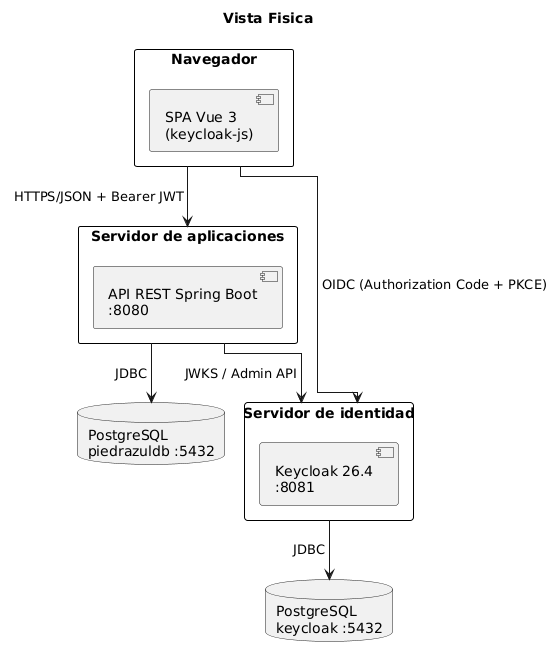 Vista Fisica
Navegador
SPA Vue 3
(keycloak-js)
HTTPS/JSON + Bearer JWT
Servidor de aplicaciones
API REST Spring Boot
:8080
OIDC (Authorization Code + PKCE)
JDBC
JWKS / Admin API
PostgreSQL
piedrazuldb :5432
Servidor de identidad
Keycloak 26.4
:8081
JDBC
PostgreSQL
keycloak :5432